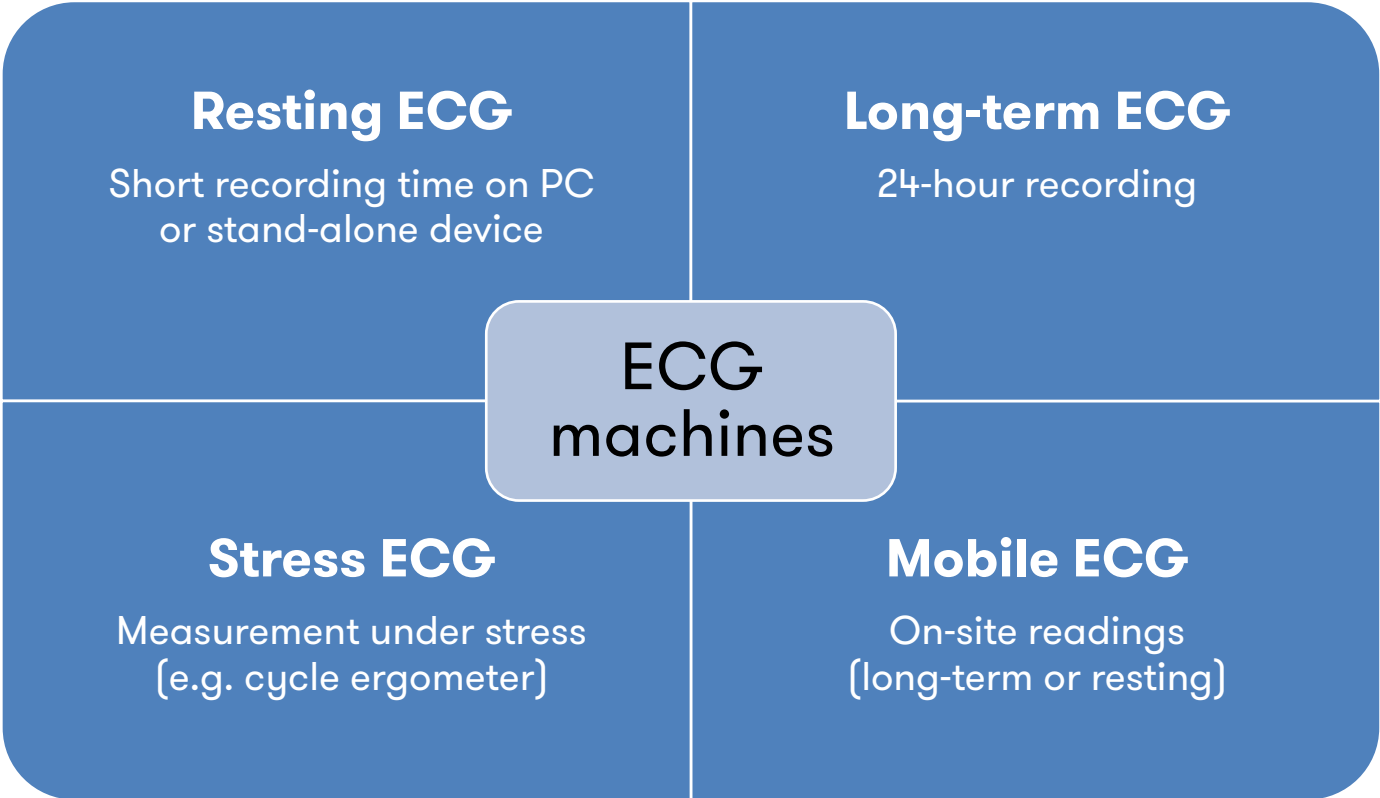 Resting ECG
Short recording time on PC
or stand-alone device
Long-term ECG
24-hour recording
ECG
machines
Stress ECG
Measurement under stress
(e.g. cycle ergometer)
Mobile ECG
On-site readings
(long-term or resting)